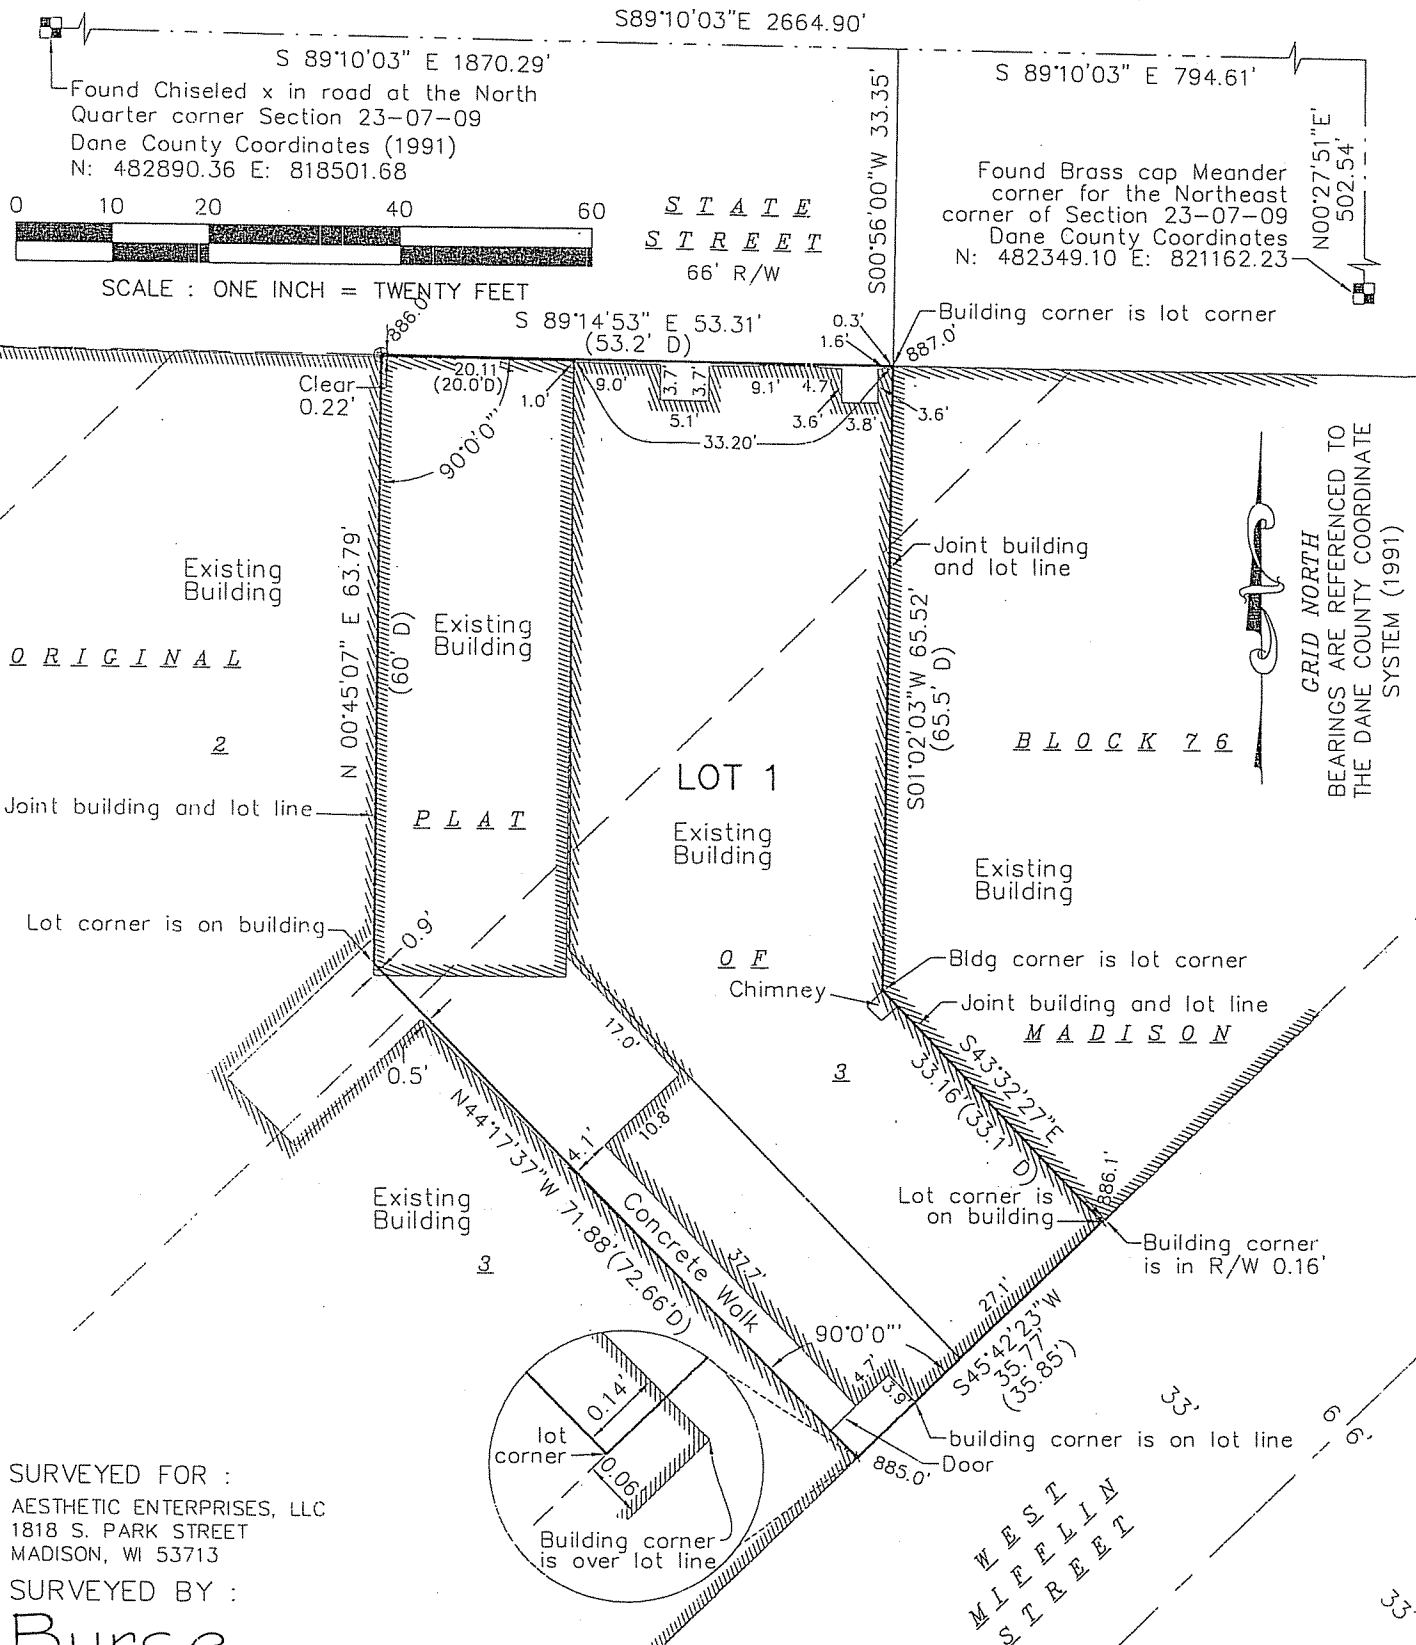 S89°10'03"E 2664.90'
S 89°10'03" E 1870.29'
S 89°10'03" E 794.61'
Found Chiseled x in road at the North
Quarter corner Section 23-07-09
Dane County Coordinates (1991)
N: 482890.36 E: 818501.68
S00°56'00"W 33.35'
N00°27'51"E'
502.54'
Found Brass cap Meander
corner for the Northeast
corner of Section 23-07-09
Dane County Coordinates
N: 482349.10 E: 821162.23
0 10 20 40 60
SCALE : ONE INCH = TWENTY FEET
STATE
STREET
66' R/W
886.0'
S 89°14'53" E 53.31'
(53.2' D)
0.3'
1.6'
887.0'
Building corner is lot corner
Clear
0.22'
20.11'
(20.0'D)
1.0'
9.0'
3.7'
3.7'
5.1'
9.1'
4.7'
3.6'
3.8'
3.6'
33.20'
90°0'0"'
GRID NORTH
BEARINGS ARE REFERENCED TO
THE DANE COUNTY COORDINATE
SYSTEM (1991)
Existing
Building
N 00°45'07" E 63.79'
(60' D)
Existing
Building
Joint building
and lot line
S01°02'03"W 65.52'
(65.5' D)
ORIGINAL
2
BLOCK 76
LOT 1
Joint building and lot line
PLAT
Existing
Building
Existing
Building
Lot corner is on building
0.9'
OF
Chimney
Bldg corner is lot corner
Joint building and lot line
MADISON
17.0'
0.5'
3
S43°32'27"E
33.16'(33.1' D)
N44°17'37"W 71.88'(72.66'D)
4.1'
10.8'
Existing
Building
3
Concrete Walk
37.7'
886.1'
Lot corner is
on building
Building corner
is in R/W 0.16'
27.1'
S45°42'23"W
35.77'
(35.85')
90°0'0"'
4.7'
3.9'
building corner is on lot line
Door
885.0'
33'
66'
33'
WEST
MIFFLIN
STREET
0.14'
lot
corner
0.06'
Building corner
is over lot line
SURVEYED FOR :
AESTHETIC ENTERPRISES, LLC
1818 S. PARK STREET
MADISON, WI 53713
SURVEYED BY :
Burse